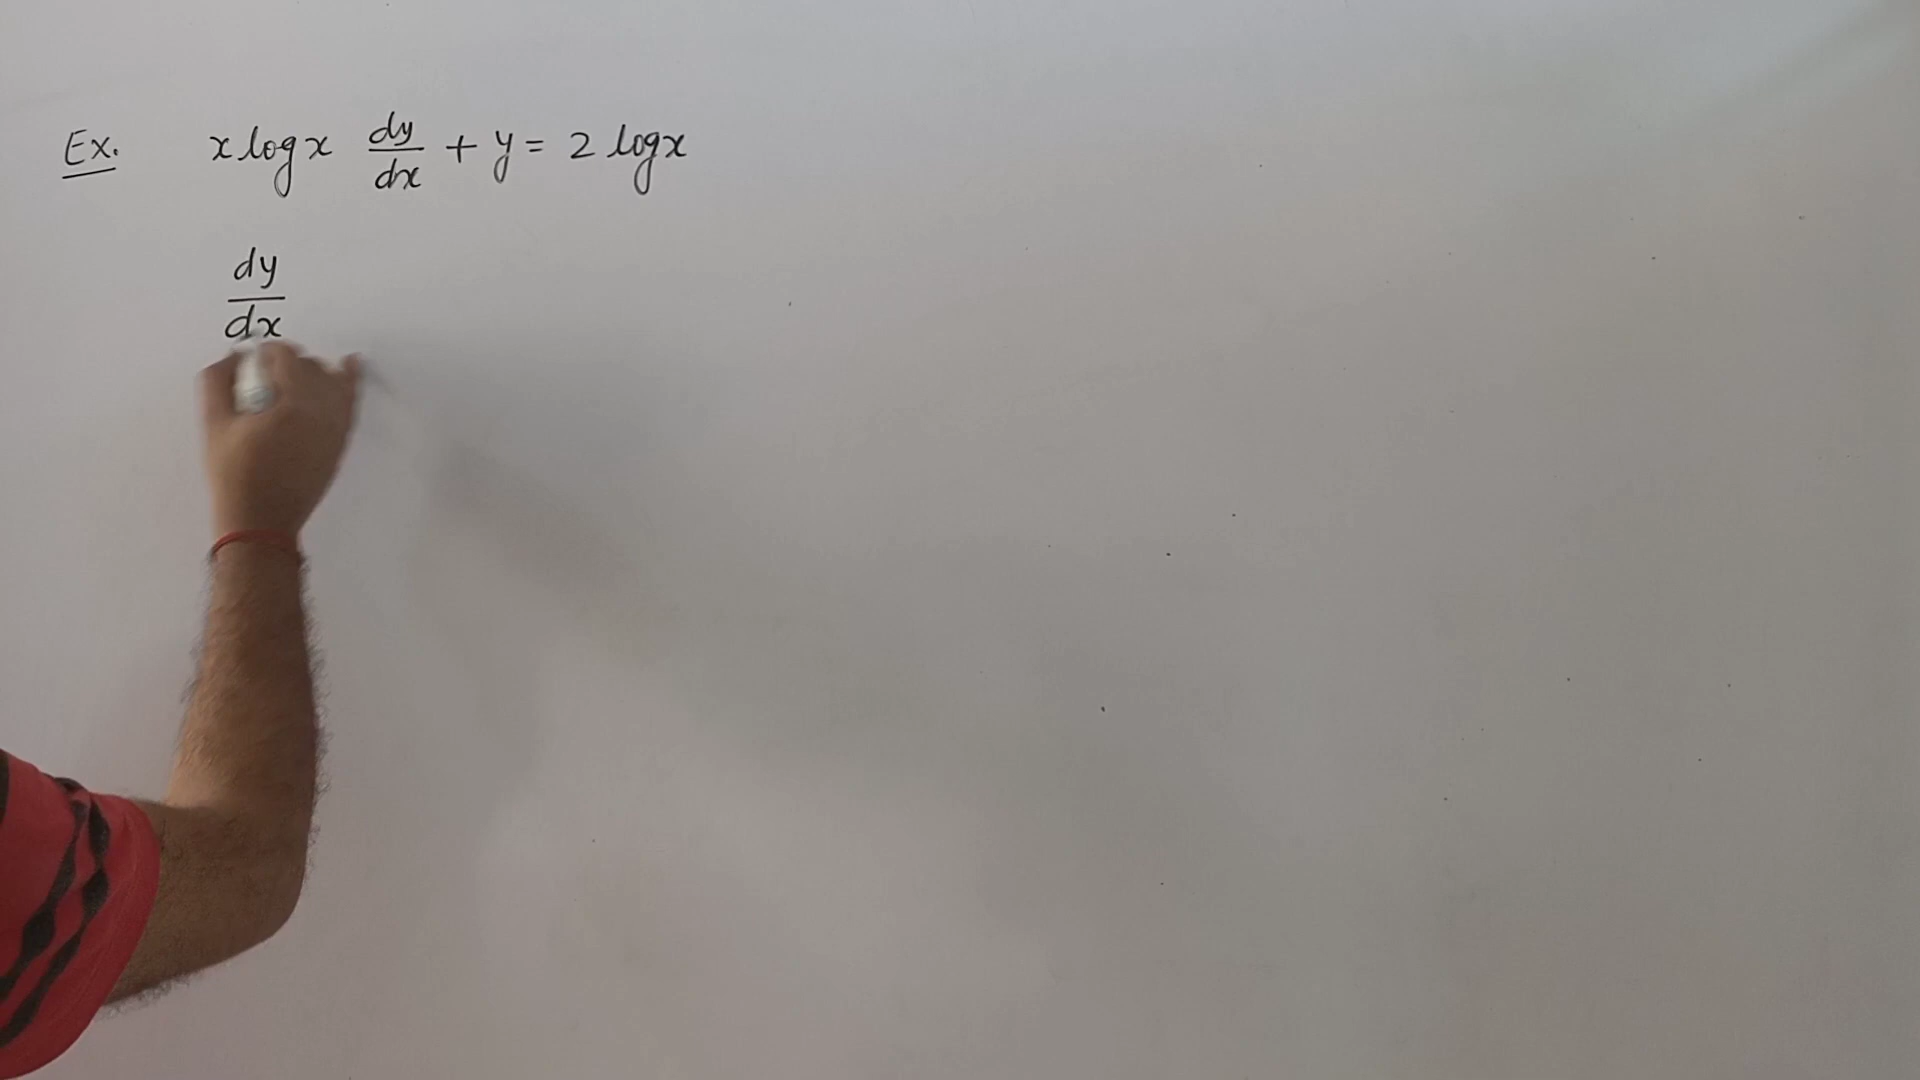 Ex. x log x dy/dx + y = 2 log x
dy/dx